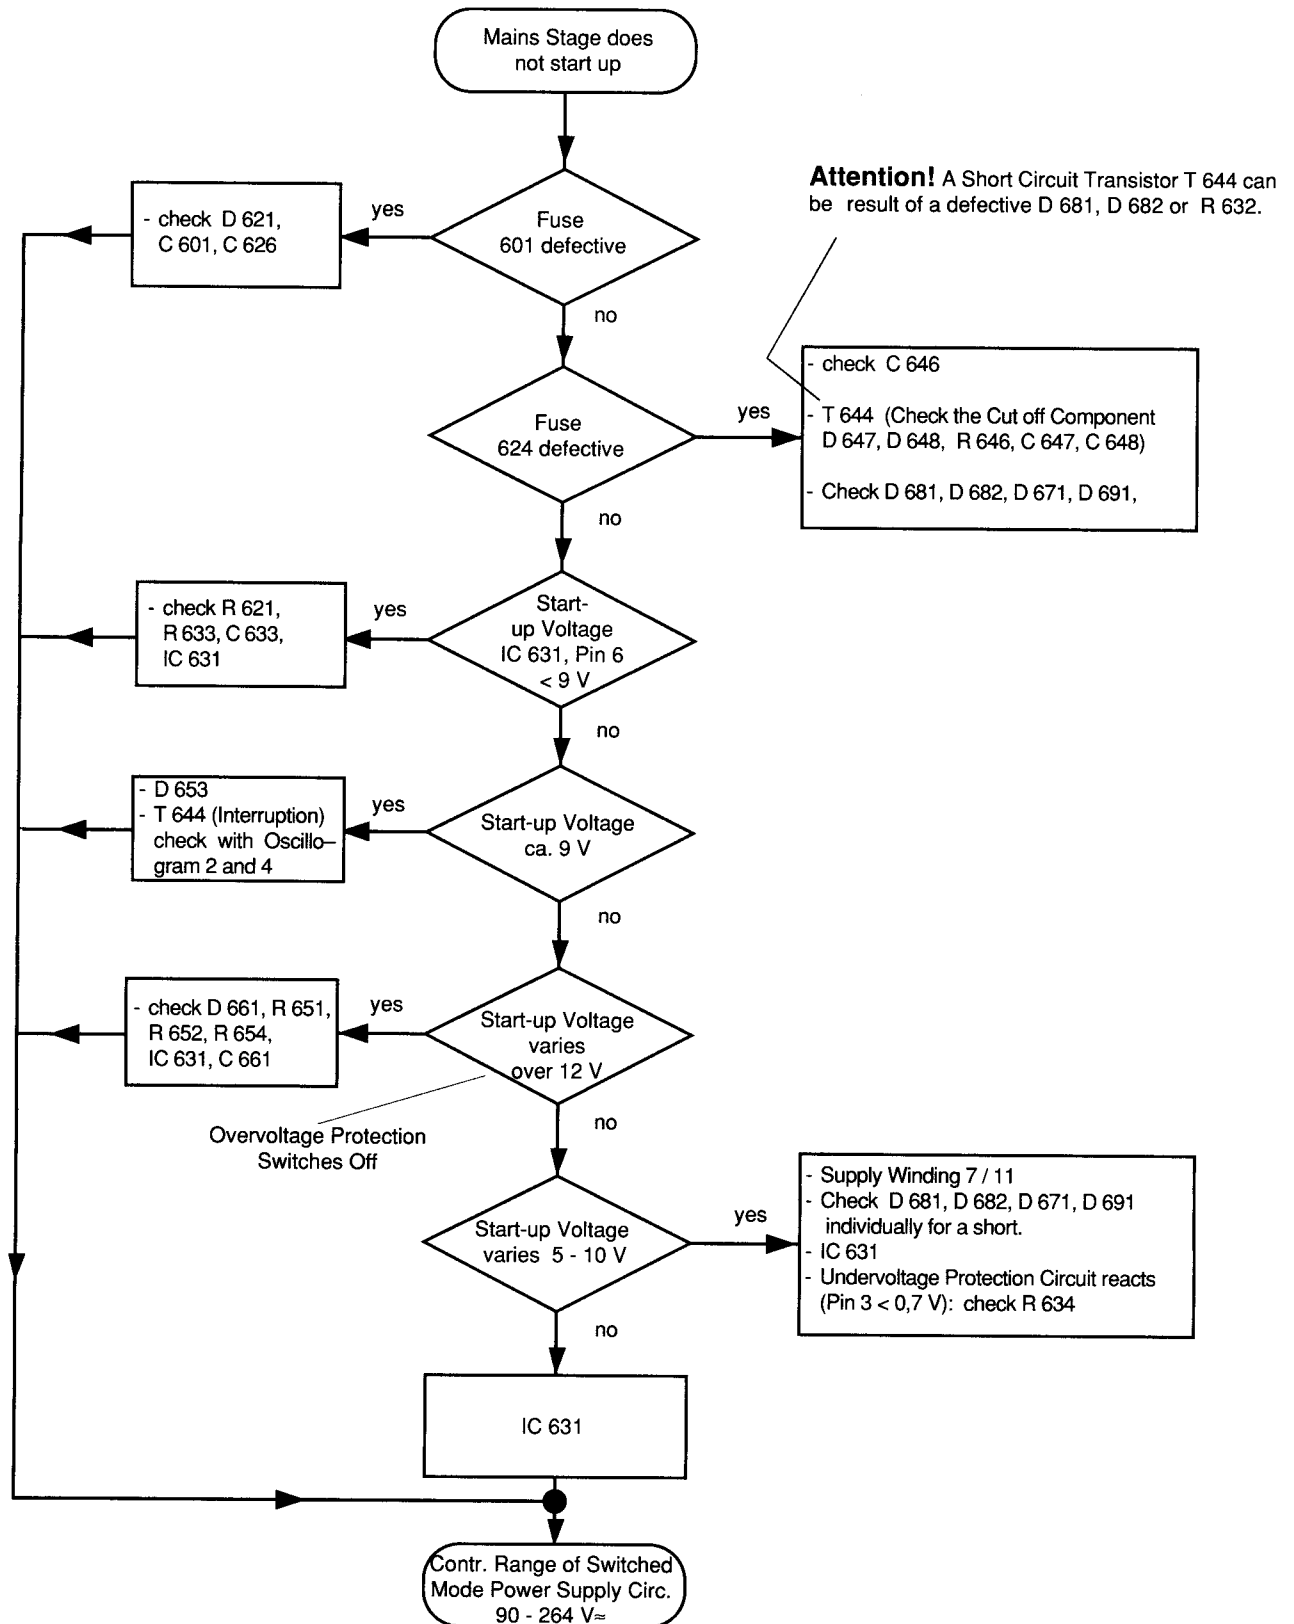 Mains Stage does
not start up
Attention! A Short Circuit Transistor T 644 can
be result of a defective D 681, D 682 or R 632.
- check D 621,
C 601, C 626
yes
Fuse
601 defective
no
Fuse
624 defective
yes
- check C 646
- T 644 (Check the Cut off Component
D 647, D 648, R 646, C 647, C 648)
- Check D 681, D 682, D 671, D 691,
no
- check R 621,
R 633, C 633,
IC 631
yes
Start-
up Voltage
IC 631, Pin 6
< 9 V
no
- D 653
- T 644 (Interruption)
check with Oscillo-
gram 2 and 4
yes
Start-up Voltage
ca. 9 V
no
- check D 661, R 651,
R 652, R 654,
IC 631, C 661
yes
Start-up Voltage
varies
over 12 V
Overvoltage Protection
Switches Off
no
Start-up Voltage
varies 5 - 10 V
yes
- Supply Winding 7 / 11
- Check D 681, D 682, D 671, D 691
individually for a short.
- IC 631
- Undervoltage Protection Circuit reacts
(Pin 3 < 0,7 V): check R 634
no
IC 631
Contr. Range of Switched
Mode Power Supply Circ.
90 - 264 V≂